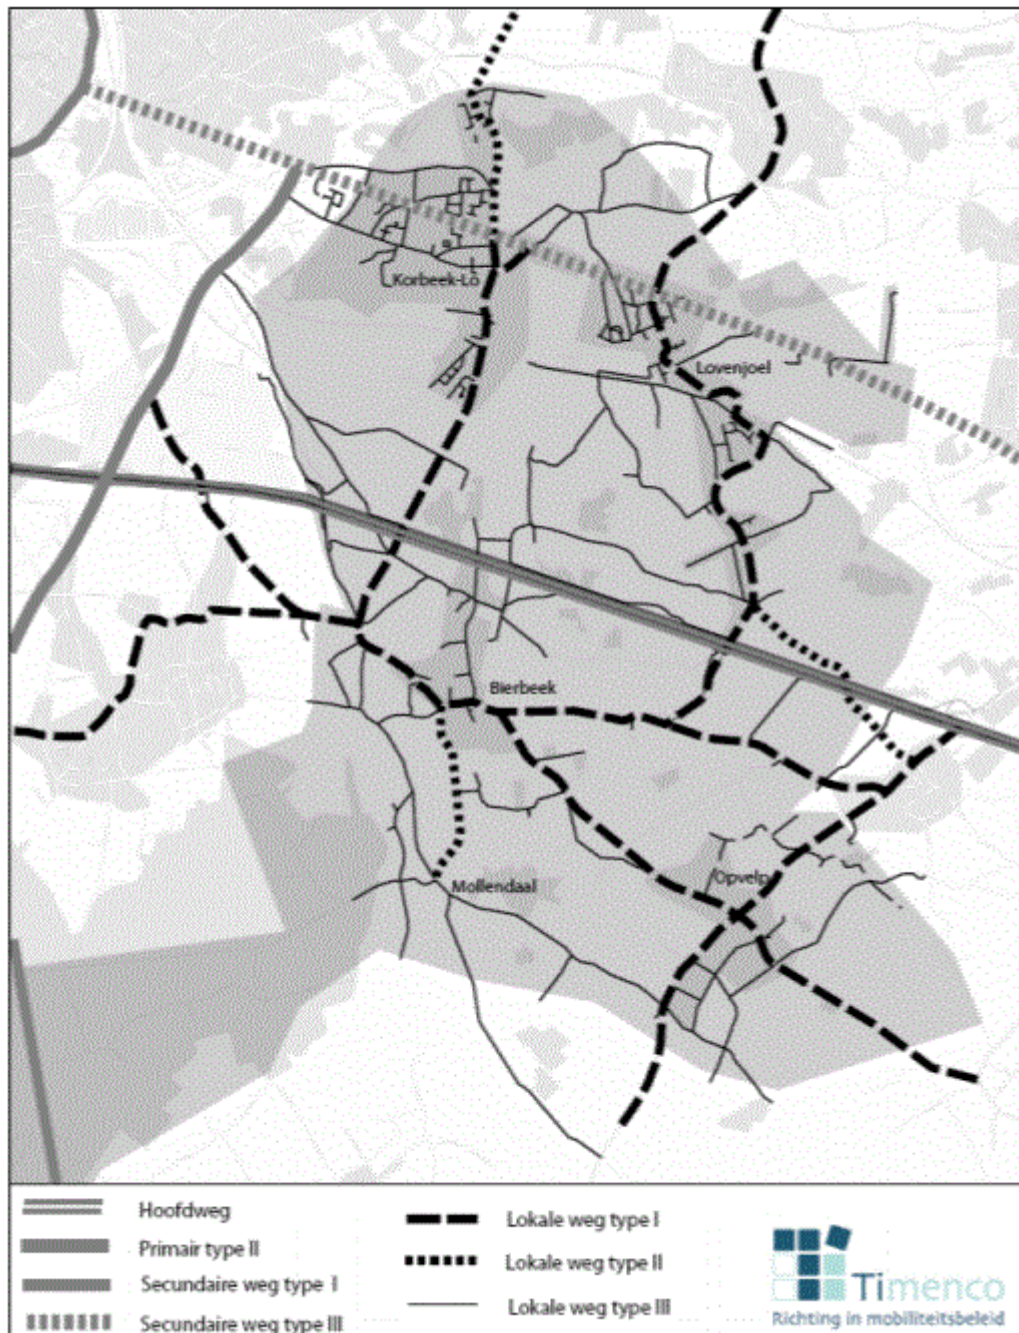 Korbeek-Lo
Lovenjoel
Bierbeek
Mollendaal
Opvelp
Hoofdweg
Primair type II
Secundaire weg type I
Secundaire weg type III
Lokale weg type I
Lokale weg type II
Lokale weg type III
Timenco
Richting in mobiliteitsbeleid